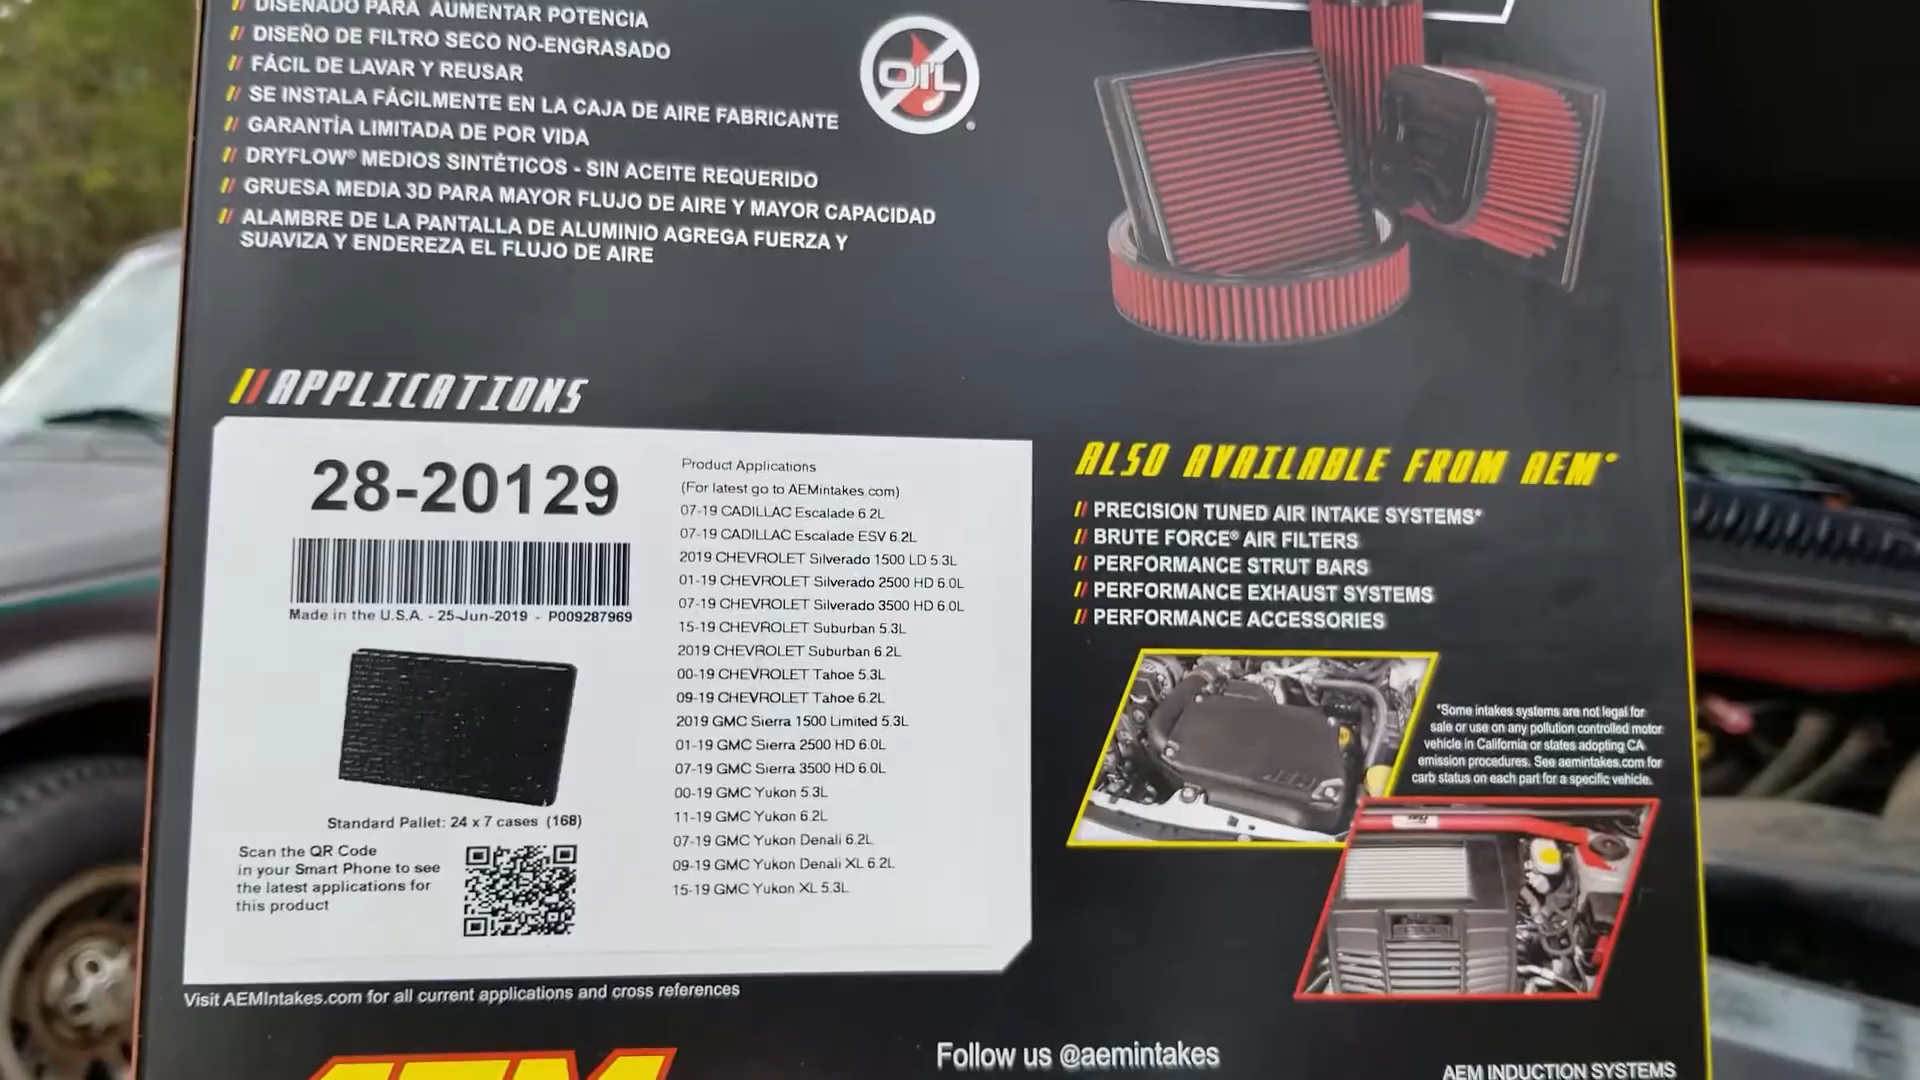 DISEÑADO PARA AUMENTAR POTENCIA
DISEÑO DE FILTRO SECO NO-ENGRASADO
FÁCIL DE LAVAR Y REUSAR
SE INSTALA FÁCILMENTE EN LA CAJA DE AIRE FABRICANTE
GARANTÍA LIMITADA DE POR VIDA
DRYFLOW® MEDIOS SINTÉTICOS - SIN ACEITE REQUERIDO
GRUESA MEDIA 3D PARA MAYOR FLUJO DE AIRE Y MAYOR CAPACIDAD
ALAMBRE DE LA PANTALLA DE ALUMINIO AGREGA FUERZA Y
SUAVIZA Y ENDEREZA EL FLUJO DE AIRE
OIL
APPLICATIONS
28-20129
Made in the U.S.A. - 25-Jun-2019 - P009287969
Standard Pallet: 24 x 7 cases (168)
Scan the QR Code
in your Smart Phone to see
the latest applications for
this product
Product Applications
(For latest go to AEMintakes.com)
07-19 CADILLAC Escalade 6.2L
07-19 CADILLAC Escalade ESV 6.2L
2019 CHEVROLET Silverado 1500 LD 5.3L
01-19 CHEVROLET Silverado 2500 HD 6.0L
07-19 CHEVROLET Silverado 3500 HD 6.0L
15-19 CHEVROLET Suburban 5.3L
2019 CHEVROLET Suburban 6.2L
00-19 CHEVROLET Tahoe 5.3L
09-19 CHEVROLET Tahoe 6.2L
2019 GMC Sierra 1500 Limited 5.3L
01-19 GMC Sierra 2500 HD 6.0L
07-19 GMC Sierra 3500 HD 6.0L
00-19 GMC Yukon 5.3L
11-19 GMC Yukon 6.2L
07-19 GMC Yukon Denali 6.2L
09-19 GMC Yukon Denali XL 6.2L
15-19 GMC Yukon XL 5.3L
Visit AEMIntakes.com for all current applications and cross references
ALSO AVAILABLE FROM AEM®
PRECISION TUNED AIR INTAKE SYSTEMS*
BRUTE FORCE® AIR FILTERS
PERFORMANCE STRUT BARS
PERFORMANCE EXHAUST SYSTEMS
PERFORMANCE ACCESSORIES
*Some intakes systems are not legal for
sale or use on any pollution controlled motor
vehicle in California or states adopting CA
emission procedures. See aemintakes.com for
carb status on each part for a specific vehicle.
AEM
Follow us @aemintakes
AEM INDUCTION SYSTEMS